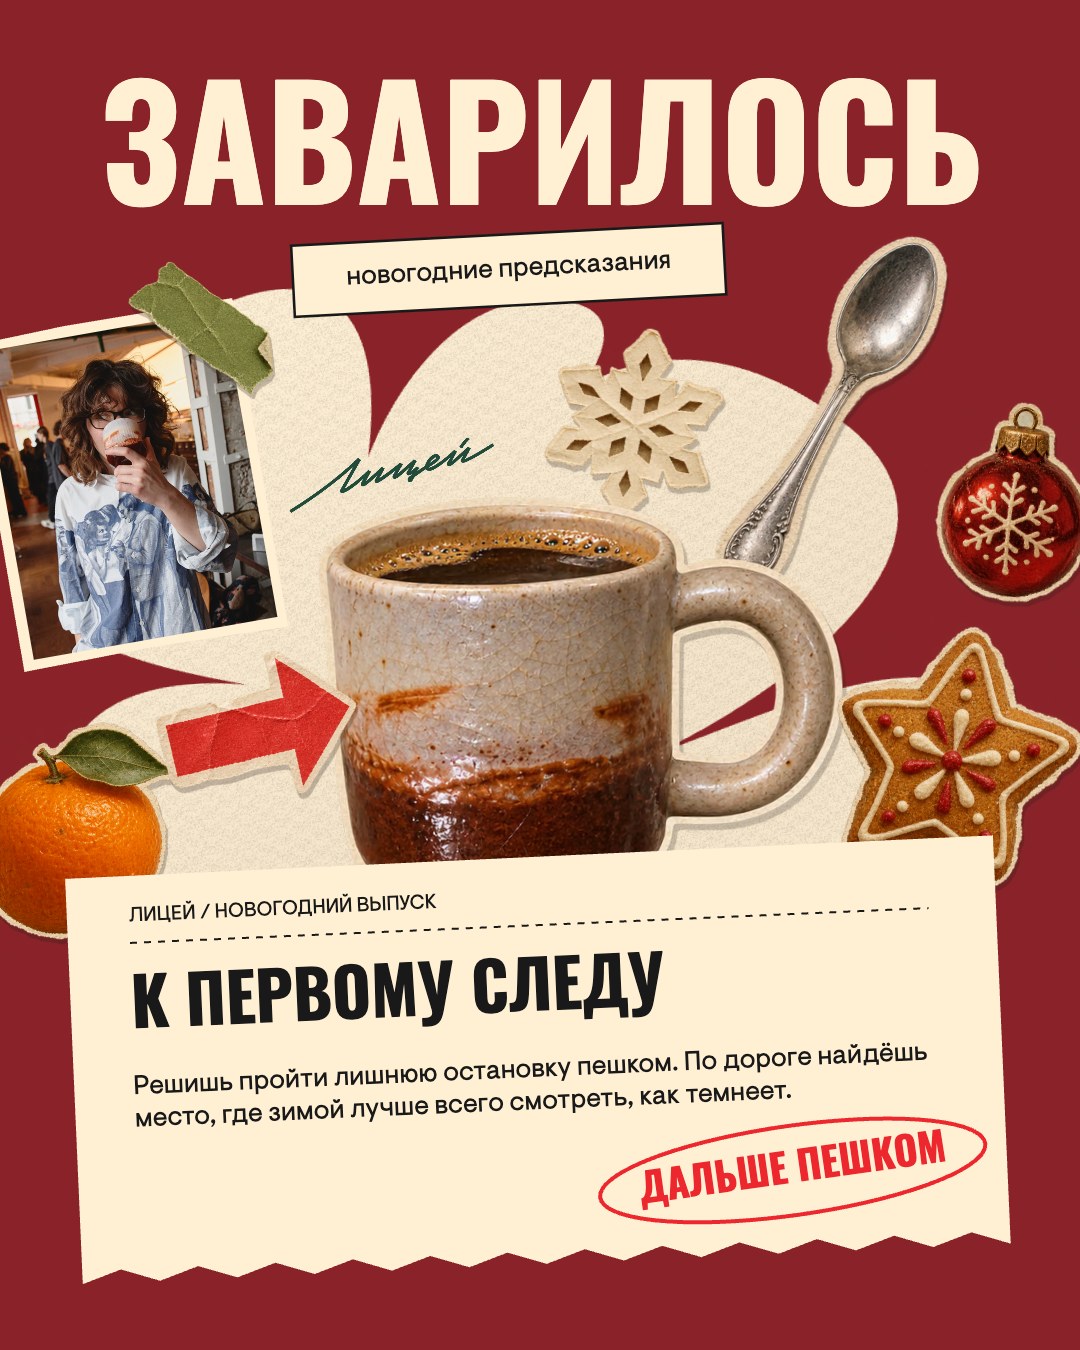 ЗАВАРИЛОСЬ
новогодние предсказания
Лицей
ЛИЦЕЙ / НОВОГОДНИЙ ВЫПУСК
К ПЕРВОМУ СЛЕДУ
Решишь пройти лишнюю остановку пешком. По дороге найдёшь
место, где зимой лучше всего смотреть, как темнеет.
ДАЛЬШЕ ПЕШКОМ